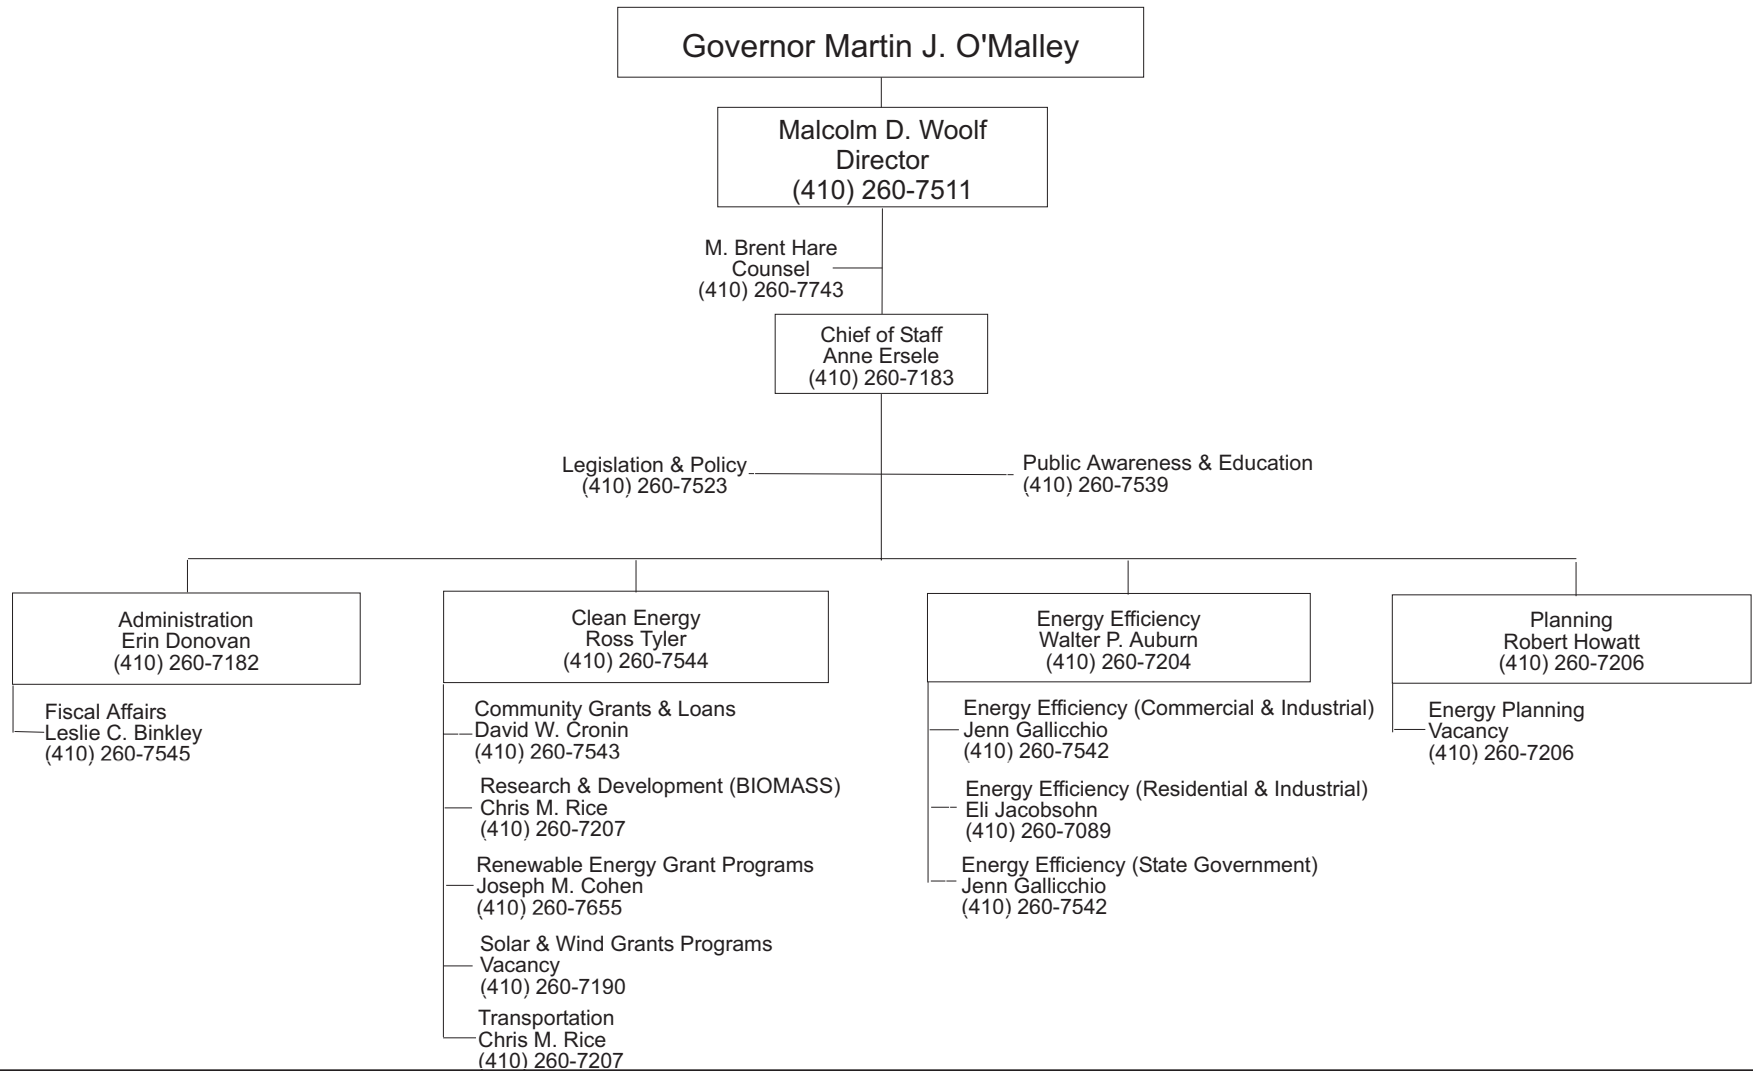 Governor Martin J. O'Malley
Malcolm D. Woolf
Director
(410) 260-7511
M. Brent Hare
Counsel
(410) 260-7743
Chief of Staff
Anne Ersele
(410) 260-7183
Legislation & Policy
(410) 260-7523
Public Awareness & Education
(410) 260-7539
Administration
Erin Donovan
(410) 260-7182
Fiscal Affairs
Leslie C. Binkley
(410) 260-7545
Clean Energy
Ross Tyler
(410) 260-7544
Community Grants & Loans
David W. Cronin
(410) 260-7543
Research & Development (BIOMASS)
Chris M. Rice
(410) 260-7207
Renewable Energy Grant Programs
Joseph M. Cohen
(410) 260-7655
Solar & Wind Grants Programs
Vacancy
(410) 260-7190
Transportation
Chris M. Rice
(410) 260-7207
Energy Efficiency
Walter P. Auburn
(410) 260-7204
Energy Efficiency (Commercial & Industrial)
Jenn Gallicchio
(410) 260-7542
Energy Efficiency (Residential & Industrial)
Eli Jacobsohn
(410) 260-7089
Energy Efficiency (State Government)
Jenn Gallicchio
(410) 260-7542
Planning
Robert Howatt
(410) 260-7206
Energy Planning
Vacancy
(410) 260-7206